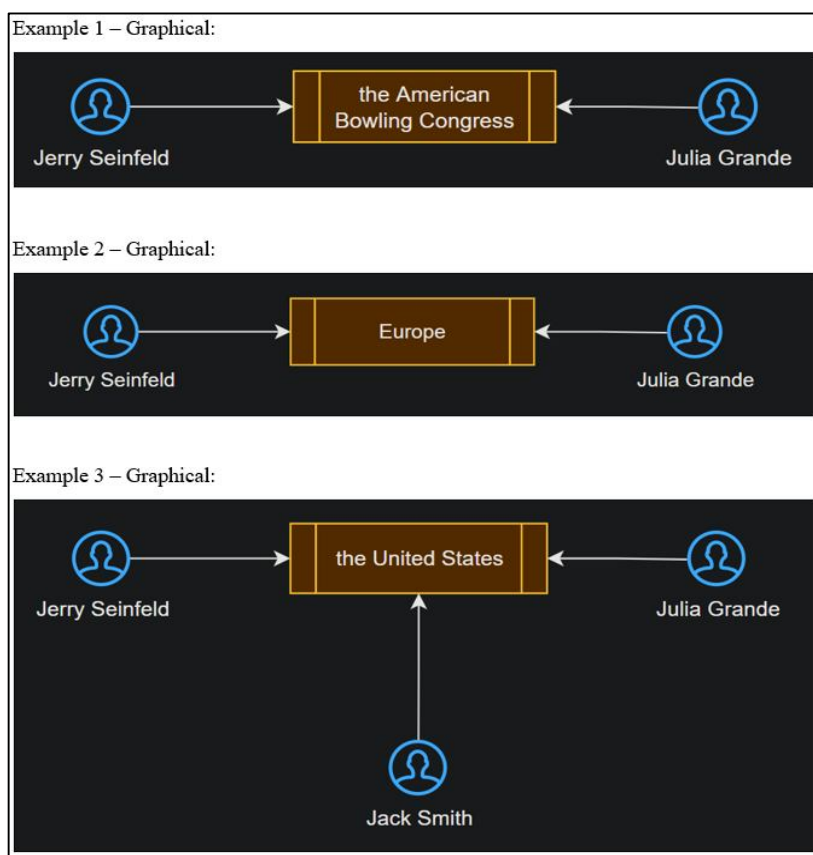 Example 1 – Graphical:
the American
Bowling Congress
Jerry Seinfeld
Julia Grande
Example 2 – Graphical:
Europe
Jerry Seinfeld
Julia Grande
Example 3 – Graphical:
the United States
Jerry Seinfeld
Julia Grande
Jack Smith